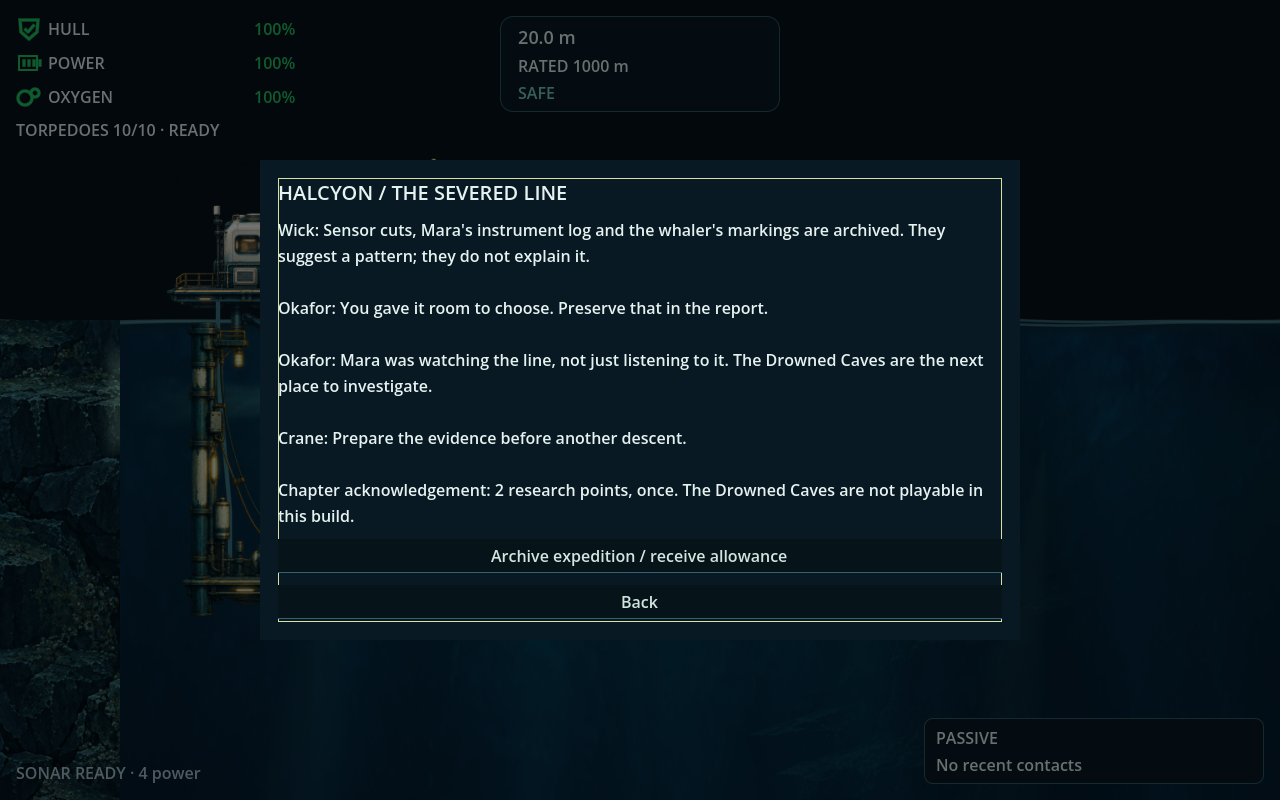 HULL 100%
POWER 100%
OXYGEN 100%
TORPEDOES 10/10 · READY
20.0 m
RATED 1000 m
SAFE
HALCYON / THE SEVERED LINE
Wick: Sensor cuts, Mara's instrument log and the whaler's markings are archived. They
suggest a pattern; they do not explain it.
Okafor: You gave it room to choose. Preserve that in the report.
Okafor: Mara was watching the line, not just listening to it. The Drowned Caves are the next
place to investigate.
Crane: Prepare the evidence before another descent.
Chapter acknowledgement: 2 research points, once. The Drowned Caves are not playable in
this build.
Archive expedition / receive allowance
Back
PASSIVE
No recent contacts
SONAR READY · 4 power